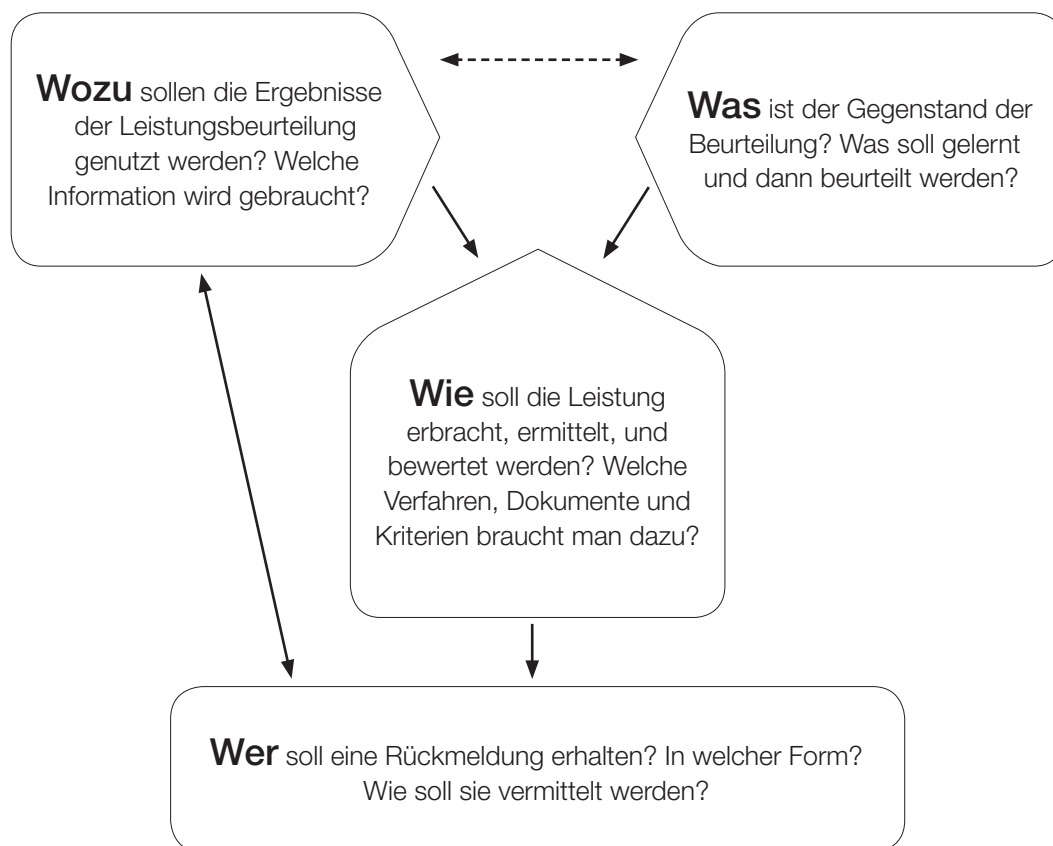 Wozu sollen die Ergebnisse
der Leistungsbeurteilung
genutzt werden? Welche
Information wird gebraucht?
Was ist der Gegenstand der
Beurteilung? Was soll gelernt
und dann beurteilt werden?
Wie soll die Leistung
erbracht, ermittelt, und
bewertet werden? Welche
Verfahren, Dokumente und
Kriterien braucht man dazu?
Wer soll eine Rückmeldung erhalten? In welcher Form?
Wie soll sie vermittelt werden?